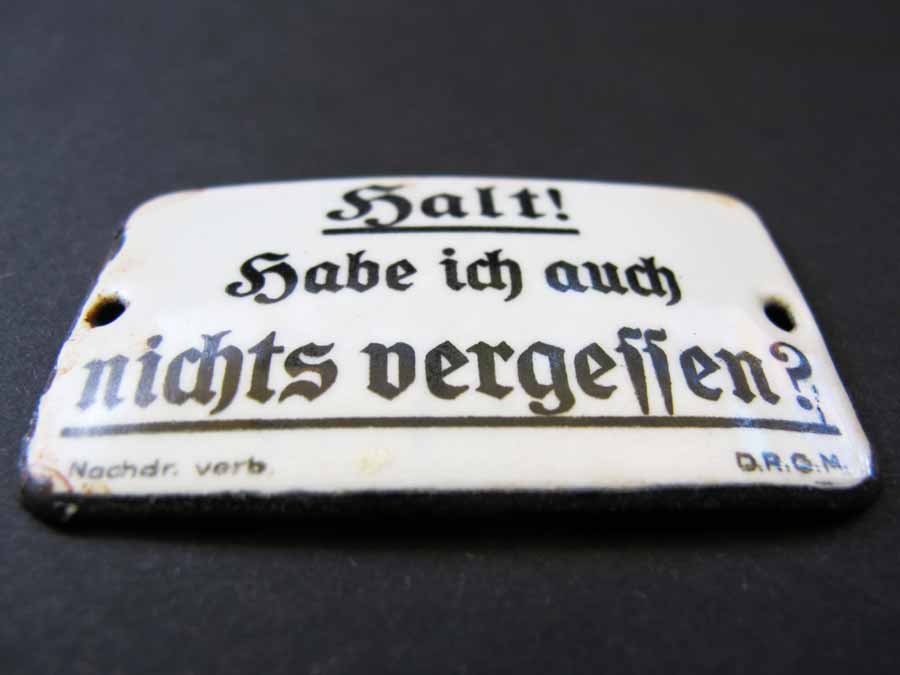 Halt!
Habe ich auch
nichts vergessen?
Nachdr. verb. D.R.G.M.